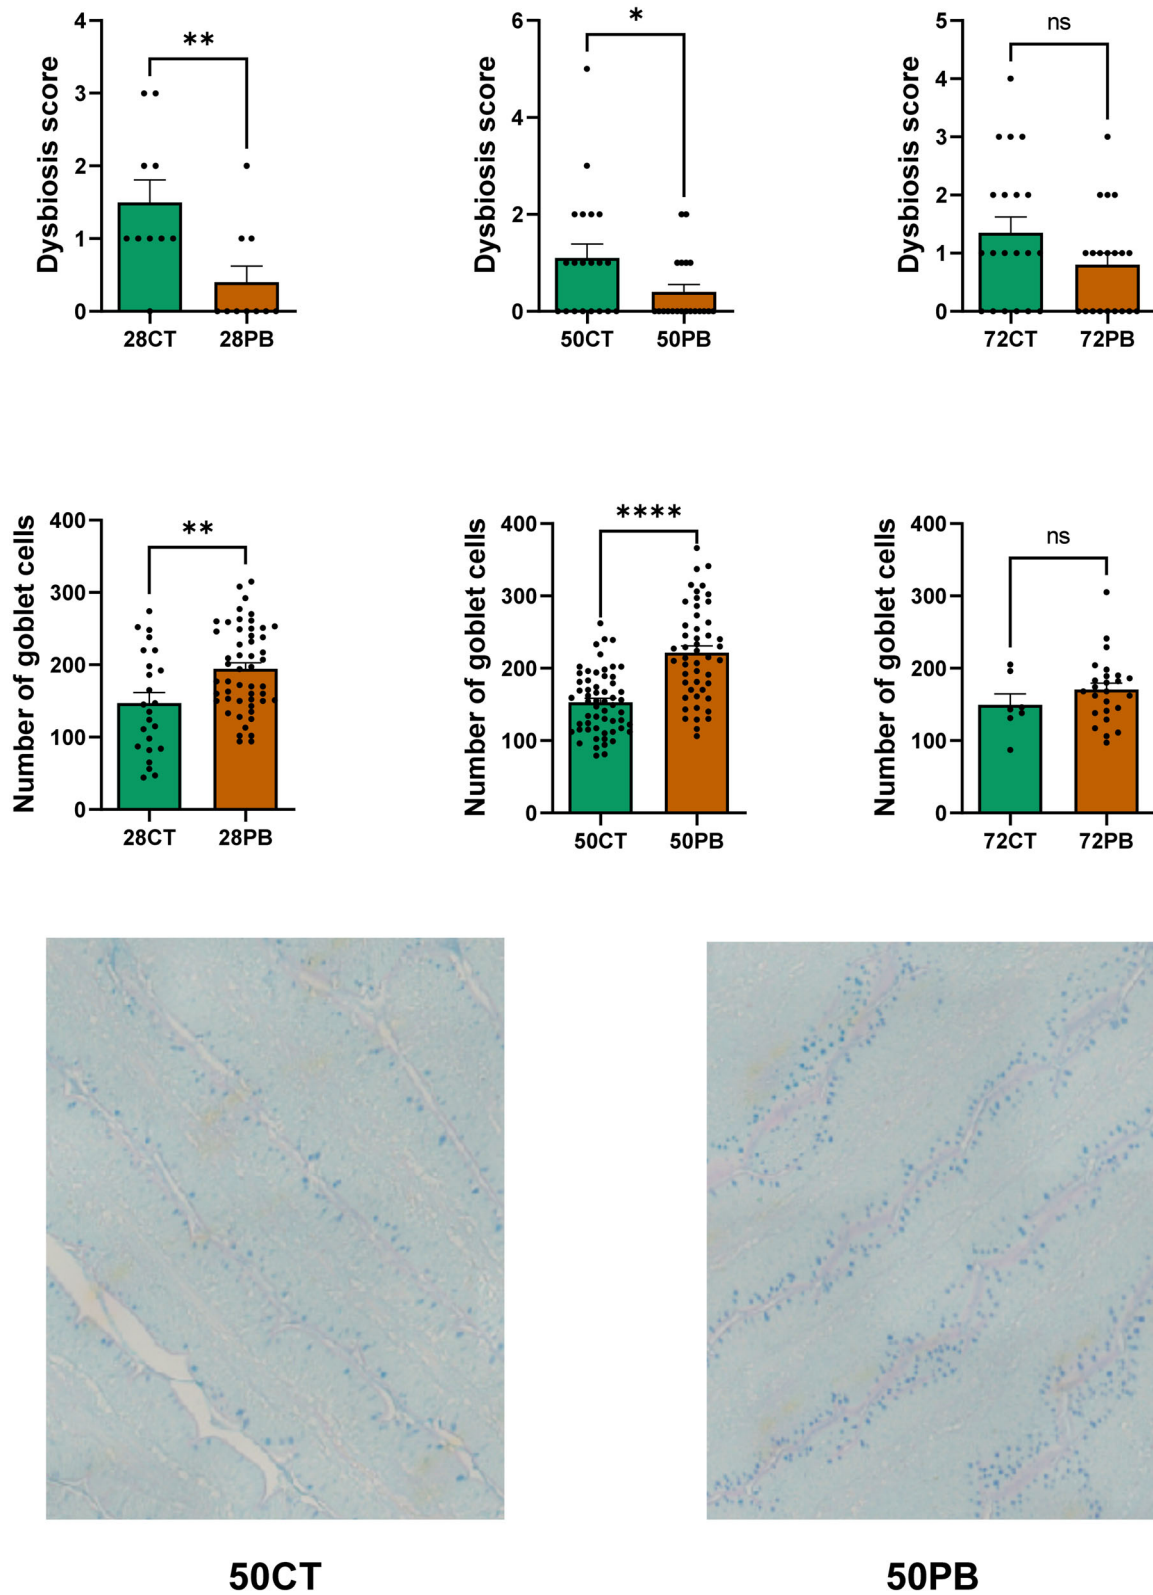 Dysbiosis score
4
3
2
1
0
**
28CT 28PB
Dysbiosis score
6
4
2
0
*
50CT 50PB
Dysbiosis score
5
4
3
2
1
0
ns
72CT 72PB
Number of goblet cells
400
300
200
100
0
**
28CT 28PB
Number of goblet cells
400
300
200
100
0
****
50CT 50PB
Number of goblet cells
400
300
200
100
0
ns
72CT 72PB
50CT 50PB